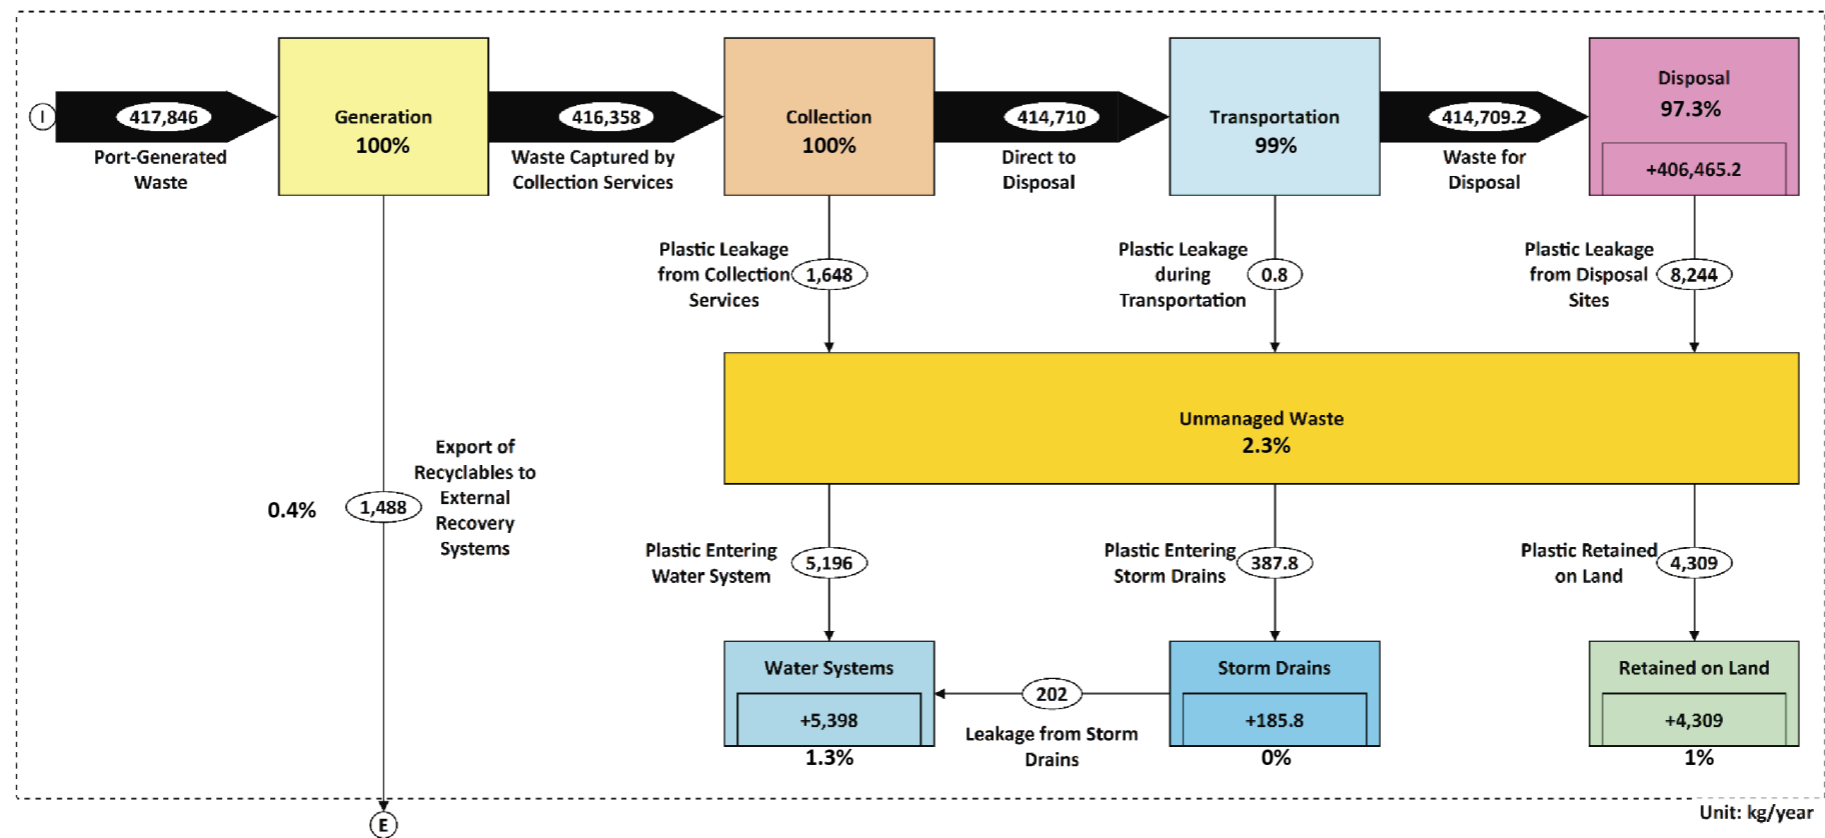 I
417,846
Port-Generated
Waste
Generation
100%
416,358
Waste Captured by
Collection Services
Collection
100%
414,710
Direct to
Disposal
Transportation
99%
414,709.2
Waste for
Disposal
Disposal
97.3%
+406,465.2
Plastic Leakage
from Collection
Services
1,648
Plastic Leakage
during
Transportation
0.8
Plastic Leakage
from Disposal
Sites
8,244
Unmanaged Waste
2.3%
0.4%
1,488
Export of
Recyclables to
External
Recovery
Systems
Plastic Entering
Water System
5,196
Plastic Entering
Storm Drains
387.8
Plastic Retained
on Land
4,309
Water Systems
+5,398
1.3%
202
Leakage from Storm
Drains
Storm Drains
+185.8
0%
Retained on Land
+4,309
1%
Unit: kg/year
E